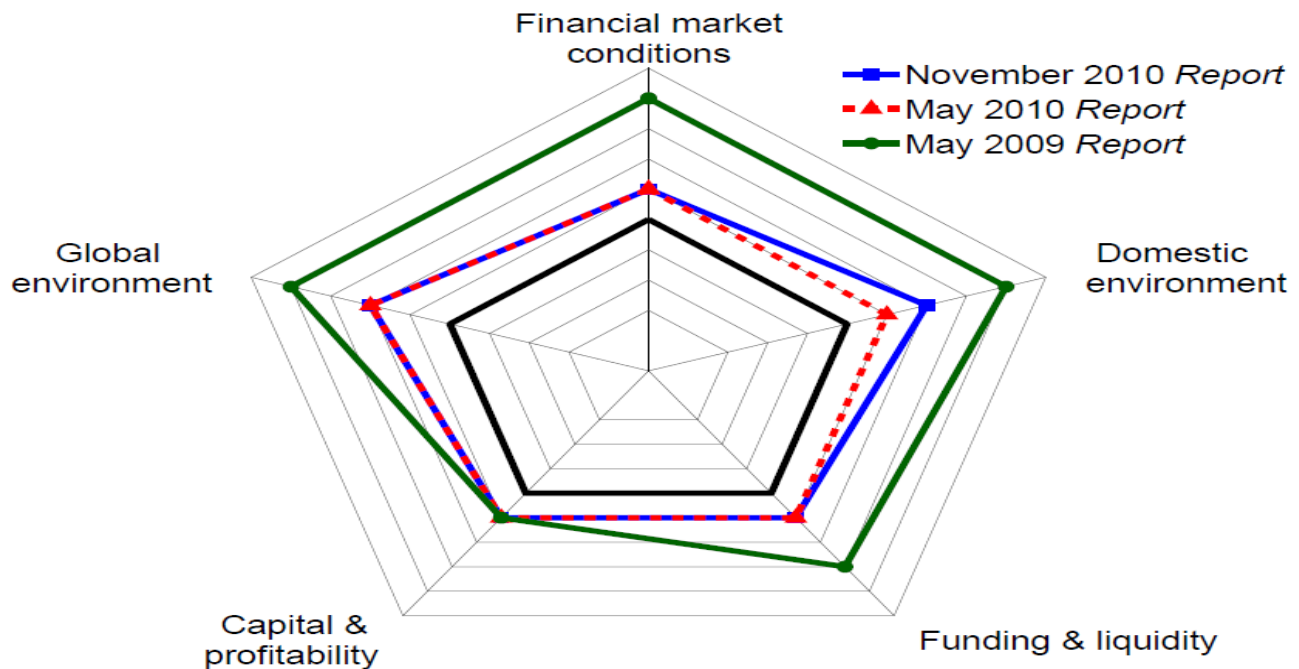 Financial market
conditions
November 2010 Report
May 2010 Report
May 2009 Report
Global
environment
Domestic
environment
Capital &
profitability
Funding & liquidity